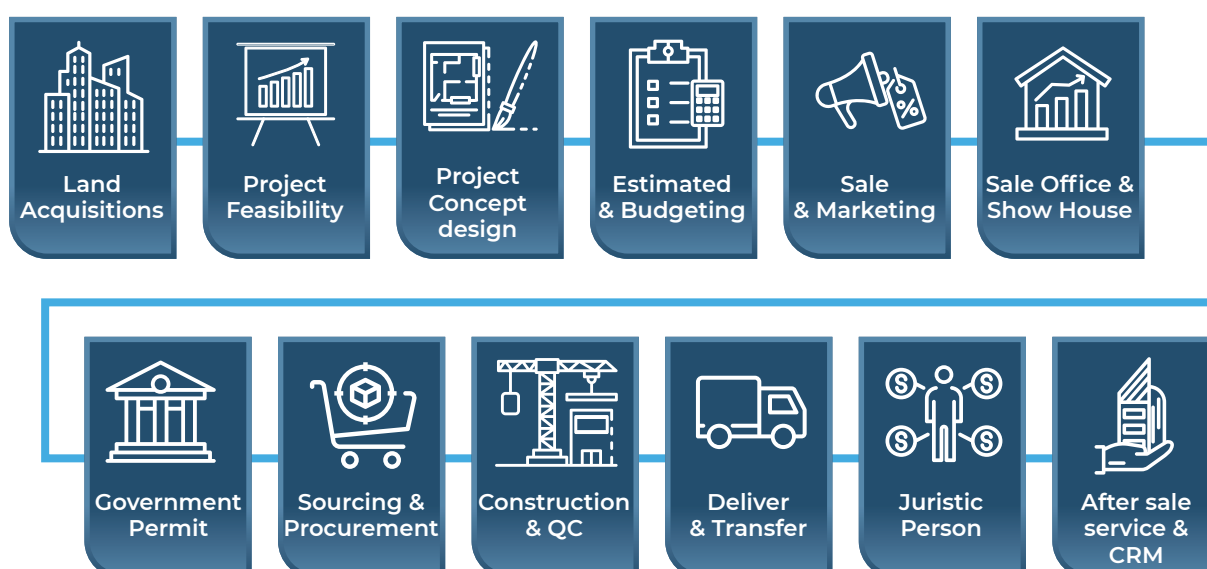 Land
Acquisitions
Project
Feasibility
Project
Concept
design
Estimated
& Budgeting
Sale
& Marketing
Sale Office &
Show House
Government
Permit
Sourcing &
Procurement
Construction
& QC
Deliver
& Transfer
Juristic
Person
After sale
service &
CRM